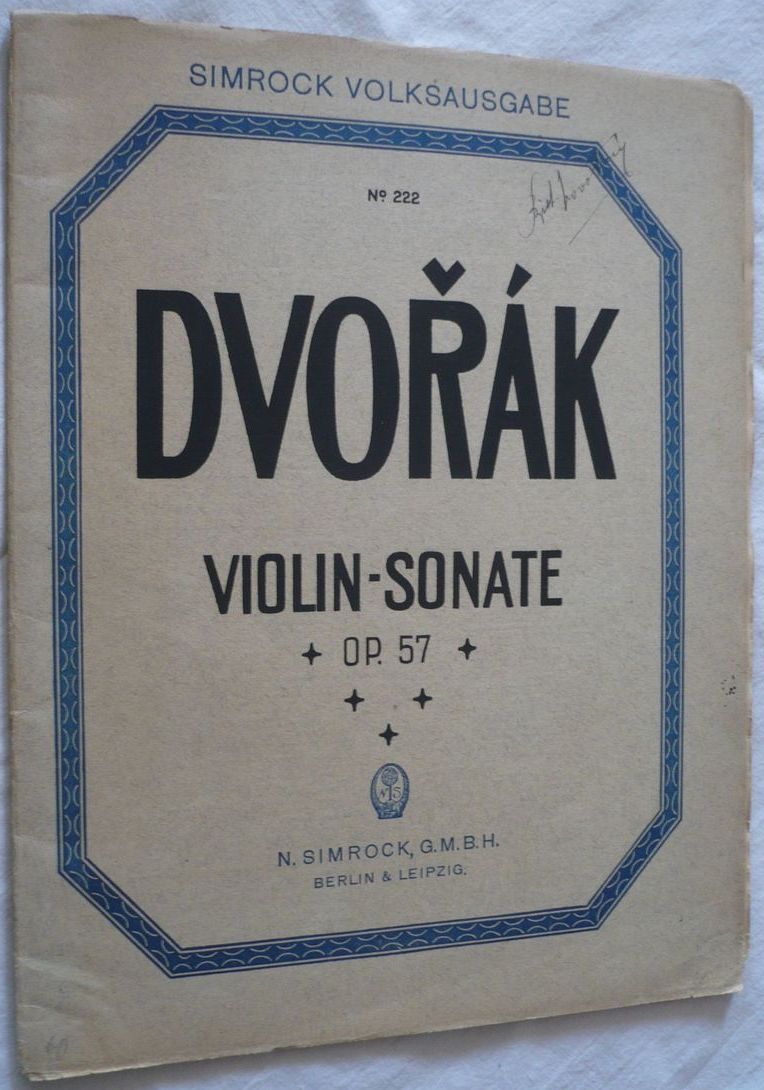 SIMROCK VOLKSAUSGABE
Nº 222
DVOŘÁK
VIOLIN-SONATE
OP. 57
N S
N. SIMROCK, G.M.B.H.
BERLIN & LEIPZIG.